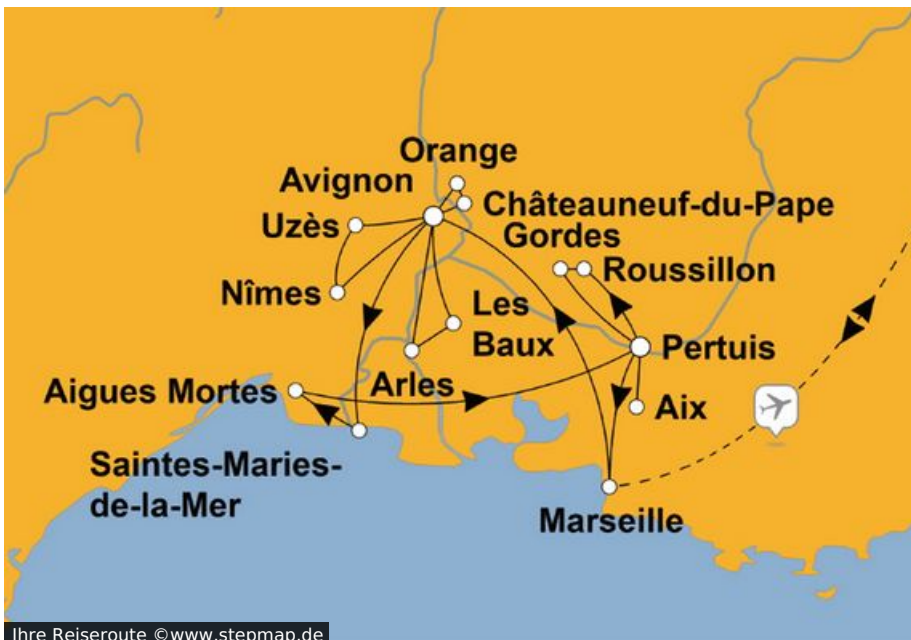 Orange
Avignon
Châteauneuf-du-Pape
Uzès
Gordes
Roussillon
Nîmes
Les
Baux
Pertuis
Aigues Mortes
Arles
Aix
Saintes-Maries-
de-la-Mer
Marseille
Ihre Reiseroute ©www.stepmap.de